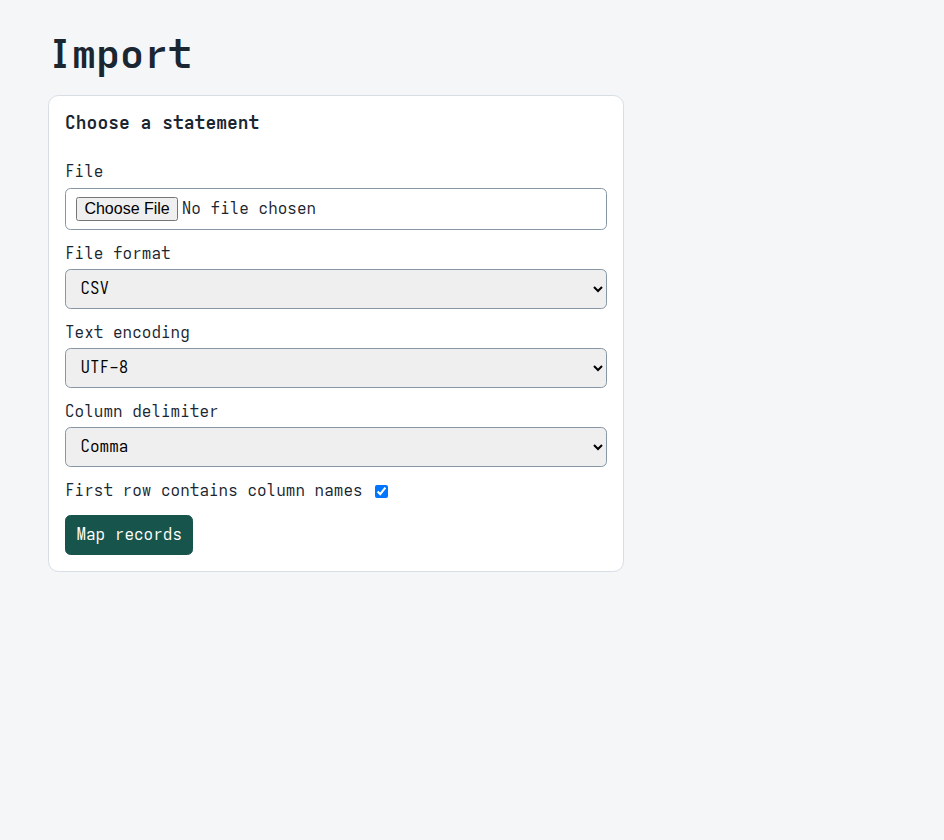 Import
Choose a statement
File
Choose File No file chosen
File format
CSV
Text encoding
UTF-8
Column delimiter
Comma
First row contains column names
Map records